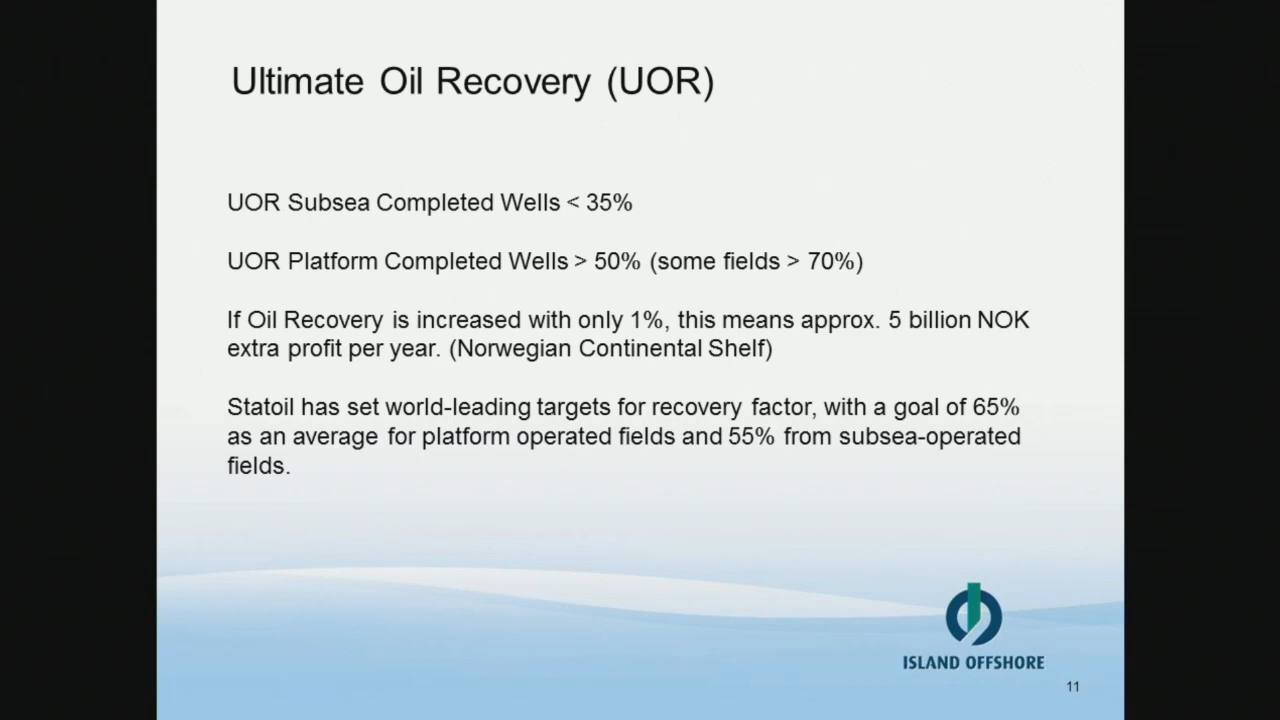 Ultimate Oil Recovery (UOR)
UOR Subsea Completed Wells < 35%
UOR Platform Completed Wells > 50% (some fields > 70%)
If Oil Recovery is increased with only 1%, this means approx. 5 billion NOK
extra profit per year. (Norwegian Continental Shelf)
Statoil has set world-leading targets for recovery factor, with a goal of 65%
as an average for platform operated fields and 55% from subsea-operated
fields.
ISLAND OFFSHORE
11